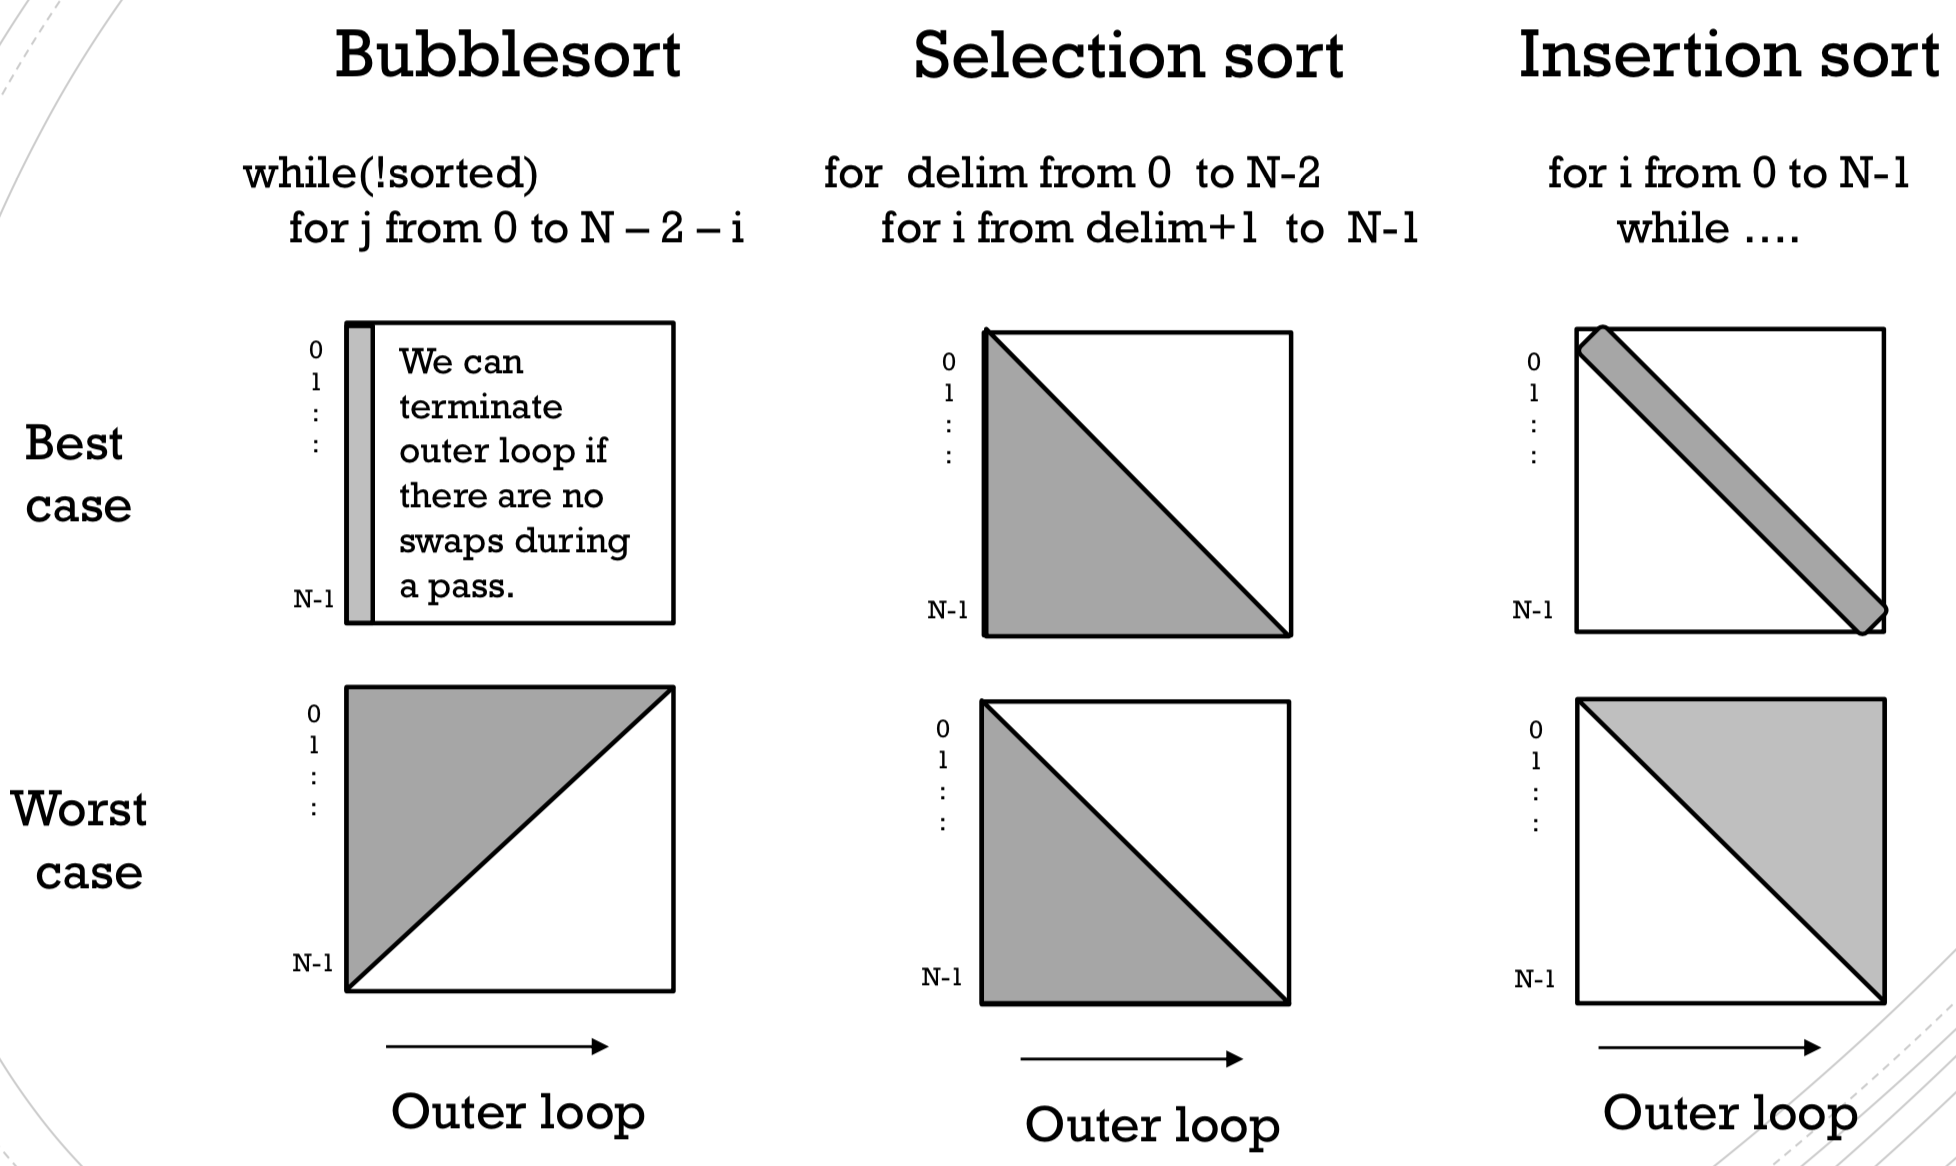 Bubblesort
Selection sort
Insertion sort
while(!sorted)
for j from 0 to N – 2 – i
for delim from 0 to N-2
for i from delim+1 to N-1
for i from 0 to N-1
while ....
Best
case
0
1
:
:
N-1
We can
terminate
outer loop if
there are no
swaps during
a pass.
0
1
:
:
N-1
0
1
:
:
N-1
Worst
case
0
1
:
:
N-1
0
1
:
:
N-1
0
1
:
:
N-1
Outer loop
Outer loop
Outer loop